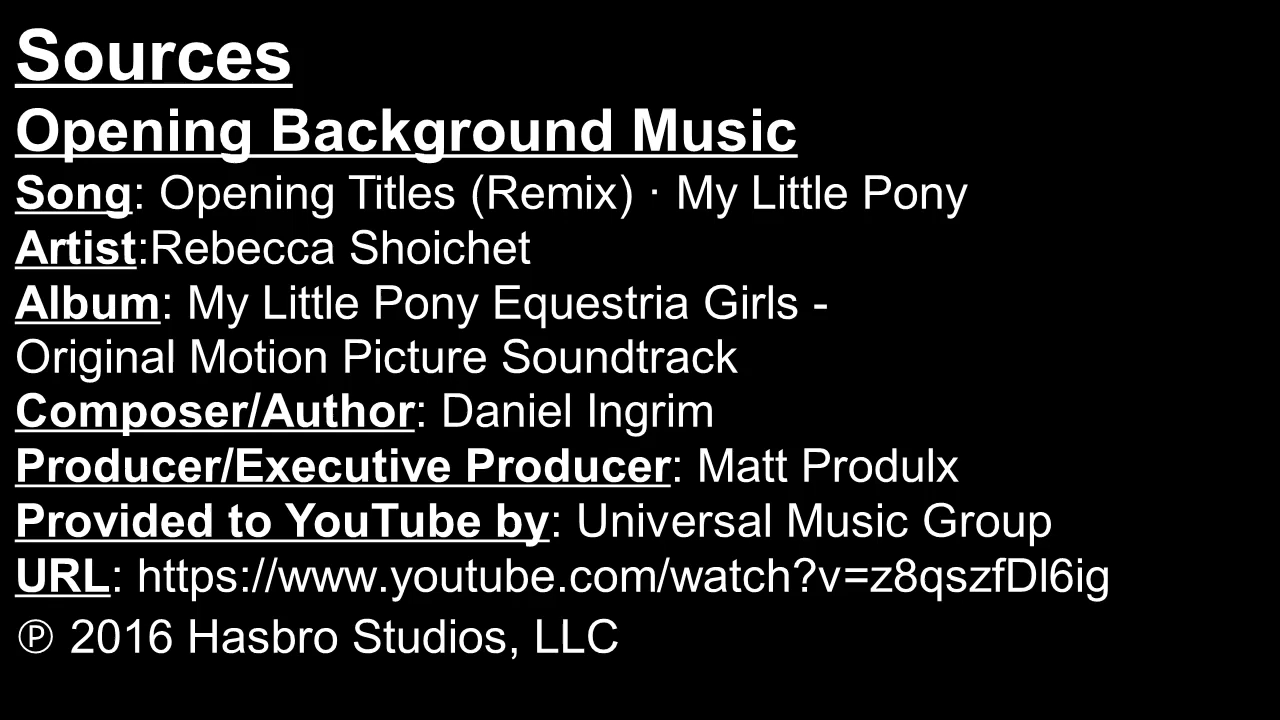 Sources
Opening Background Music
Song: Opening Titles (Remix) · My Little Pony
Artist:Rebecca Shoichet
Album: My Little Pony Equestria Girls -
Original Motion Picture Soundtrack
Composer/Author: Daniel Ingrim
Producer/Executive Producer: Matt Produlx
Provided to YouTube by: Universal Music Group
URL: https://www.youtube.com/watch?v=z8qszfDl6ig
℗ 2016 Hasbro Studios, LLC